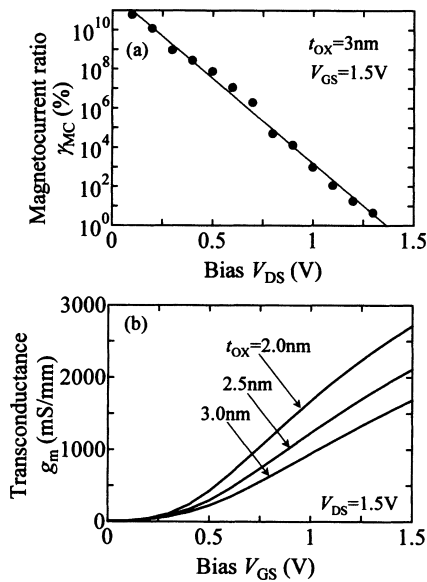 Magnetocurrent ratio
γMC (%)
10^10
10^8
10^6
10^4
10^2
10^0
(a)
tOX=3nm
VGS=1.5V
0
0.5
1
1.5
Bias VDS (V)
Transconductance
gm (mS/mm)
3000
2000
1000
0
(b)
tOX=2.0nm
2.5nm
3.0nm
VDS=1.5V
0
0.5
1
1.5
Bias VGS (V)